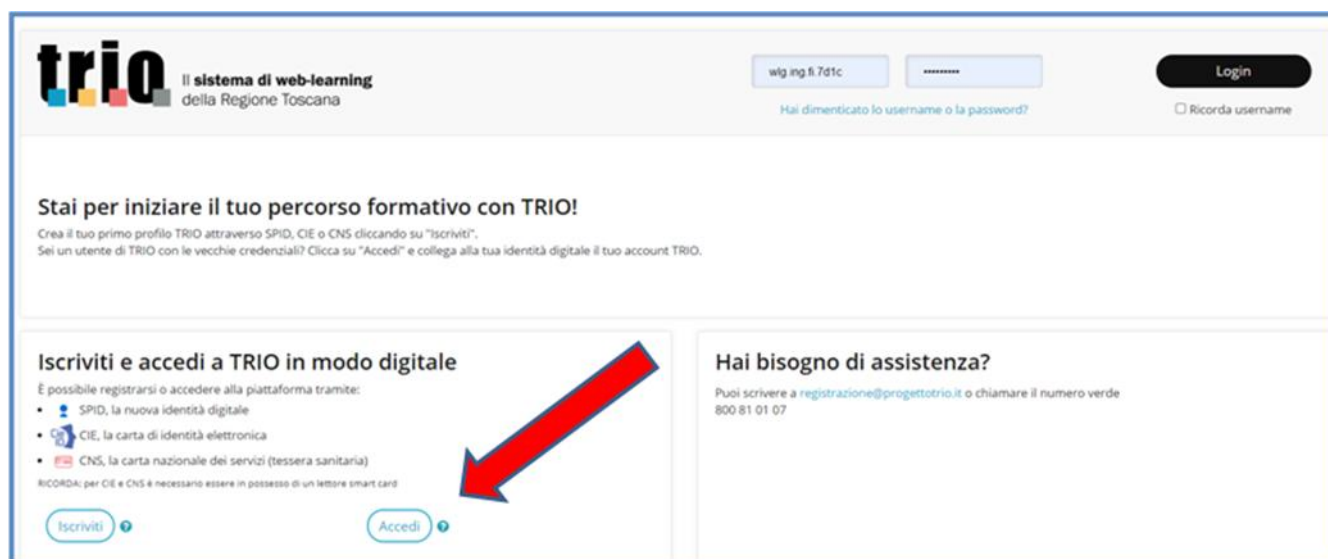 trio
Il sistema di web-learning
della Regione Toscana
wlg.ing.fi.7d1c
•••••••••
Login
Hai dimenticato lo username o la password?
Ricorda username
Stai per iniziare il tuo percorso formativo con TRIO!
Crea il tuo primo profilo TRIO attraverso SPID, CIE o CNS cliccando su "Iscriviti".
Sei un utente di TRIO con le vecchie credenziali? Clicca su "Accedi" e collega alla tua identità digitale il tuo account TRIO.
Iscriviti e accedi a TRIO in modo digitale
È possibile registrarsi o accedere alla piattaforma tramite:
• SPID, la nuova identità digitale
• CIE, la carta di identità elettronica
• CNS, la carta nazionale dei servizi (tessera sanitaria)
RICORDA: per CIE e CNS è necessario essere in possesso di un lettore smart card
Iscriviti
Accedi
Hai bisogno di assistenza?
Puoi scrivere a registrazione@progettotrio.it o chiamare il numero verde
800 81 01 07